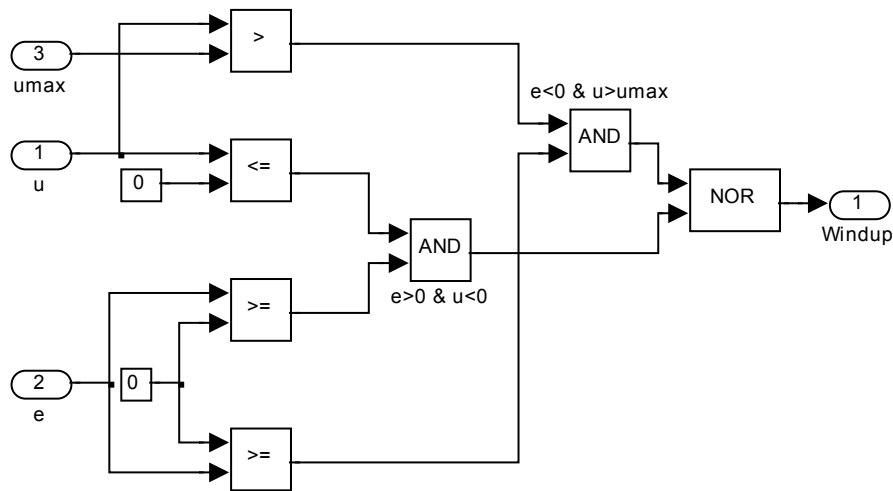 >
3
umax
e<0 & u>umax
AND
1
u
<=
0
NOR
1
Windup
AND
e>0 & u<0
>=
2
e
0
>=